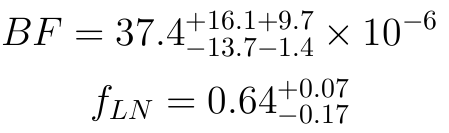 $BF = 37.4^{+16.1+9.7}_{-13.7-1.4} \times 10^{-6}$
$f_{LN} = 0.64^{+0.07}_{-0.17}$